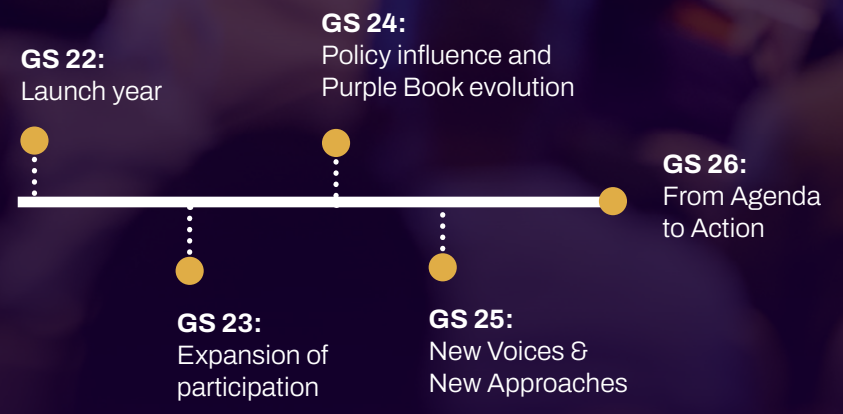 GS 22:
Launch year
GS 23:
Expansion of
participation
GS 24:
Policy influence and
Purple Book evolution
GS 25:
New Voices &
New Approaches
GS 26:
From Agenda
to Action